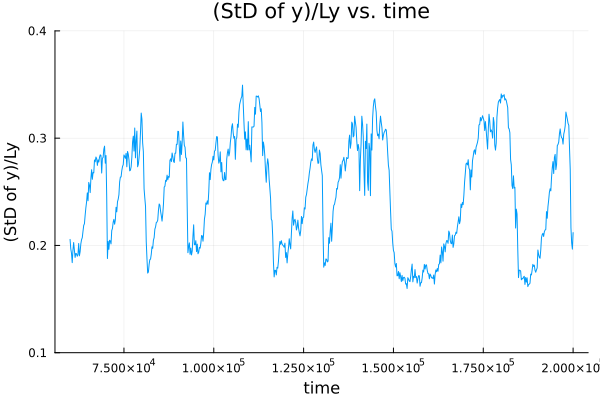 (StD of y)/Ly vs. time
0.4
0.3
0.2
0.1
(StD of y)/Ly
7.500×10⁴ 1.000×10⁵ 1.250×10⁵ 1.500×10⁵ 1.750×10⁵ 2.000×10
time